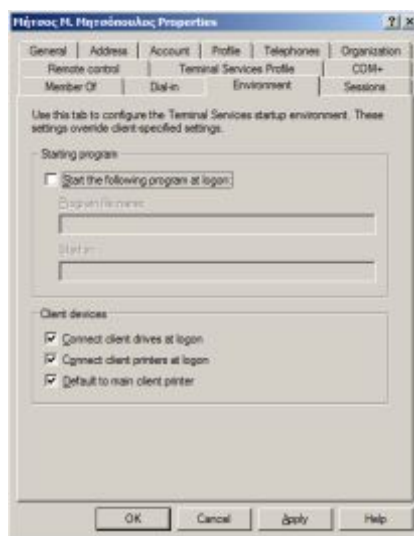 Μήτσος Μ. Μητσόπουλος Properties
General Address Account Profile Telephones Organization
Remote control Terminal Services Profile COM+
Member Of Dial-in Environment Sessions
Use this tab to configure the Terminal Services startup environment. These
settings override client-specified settings.
Starting program
Start the following program at logon:
Program file name:
Start in:
Client devices
Connect client drives at logon
Connect client printers at logon
Default to main client printer
OK Cancel Apply Help